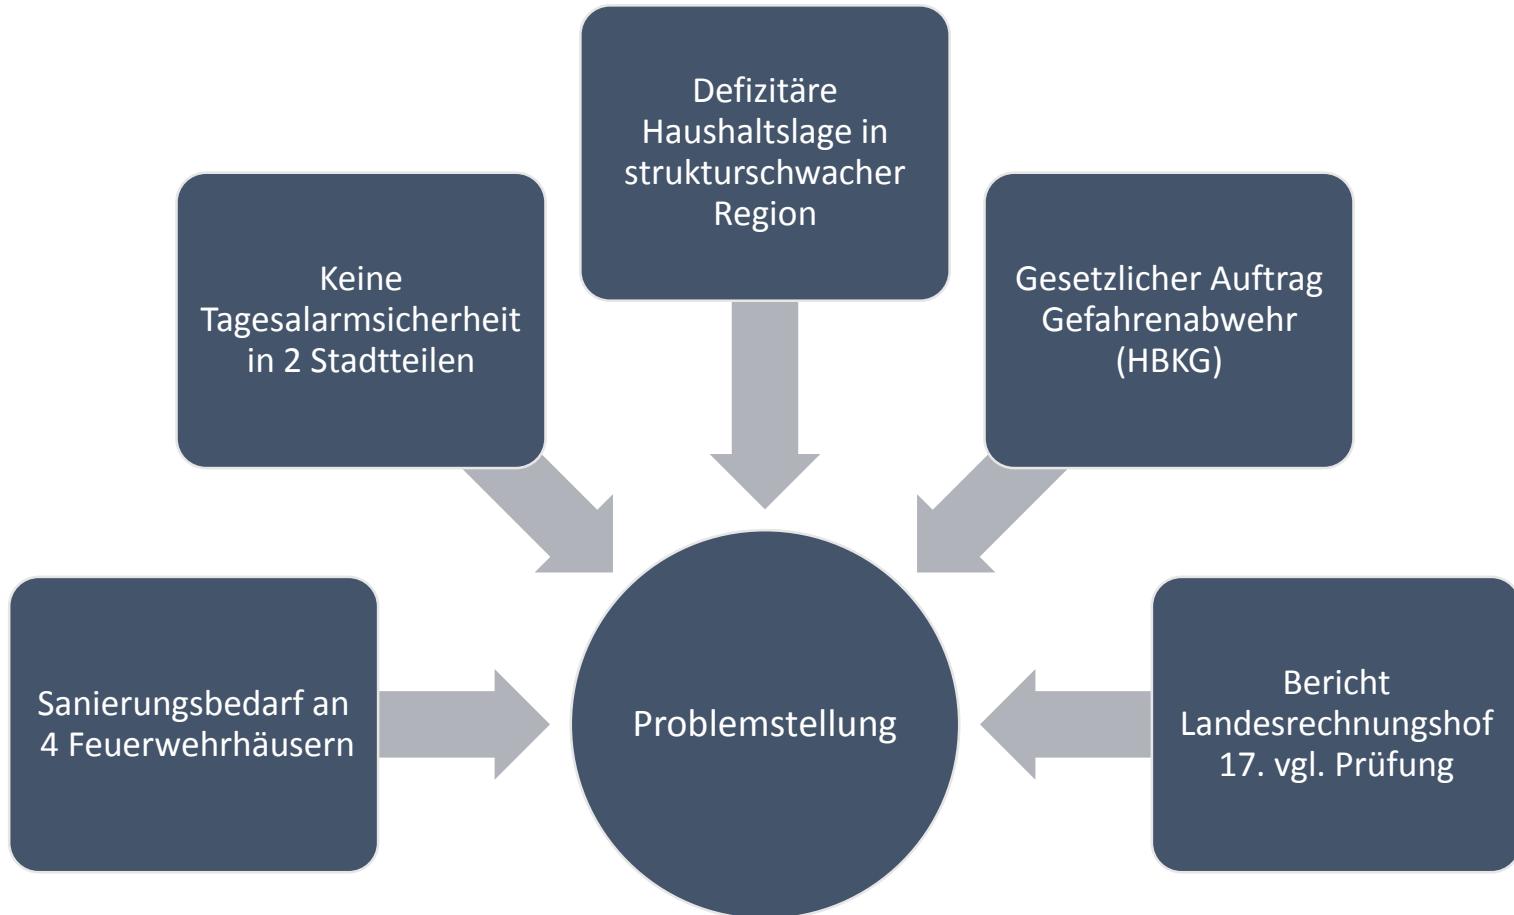 Defizitäre
Haushaltslage in
strukturschwacher
Region
Keine
Tagesalarmsicherheit
in 2 Stadtteilen
Gesetzlicher Auftrag
Gefahrenabwehr
(HBKG)
Sanierungsbedarf an
4 Feuerwehrhäusern
Problemstellung
Bericht
Landesrechnungshof
17. vgl. Prüfung